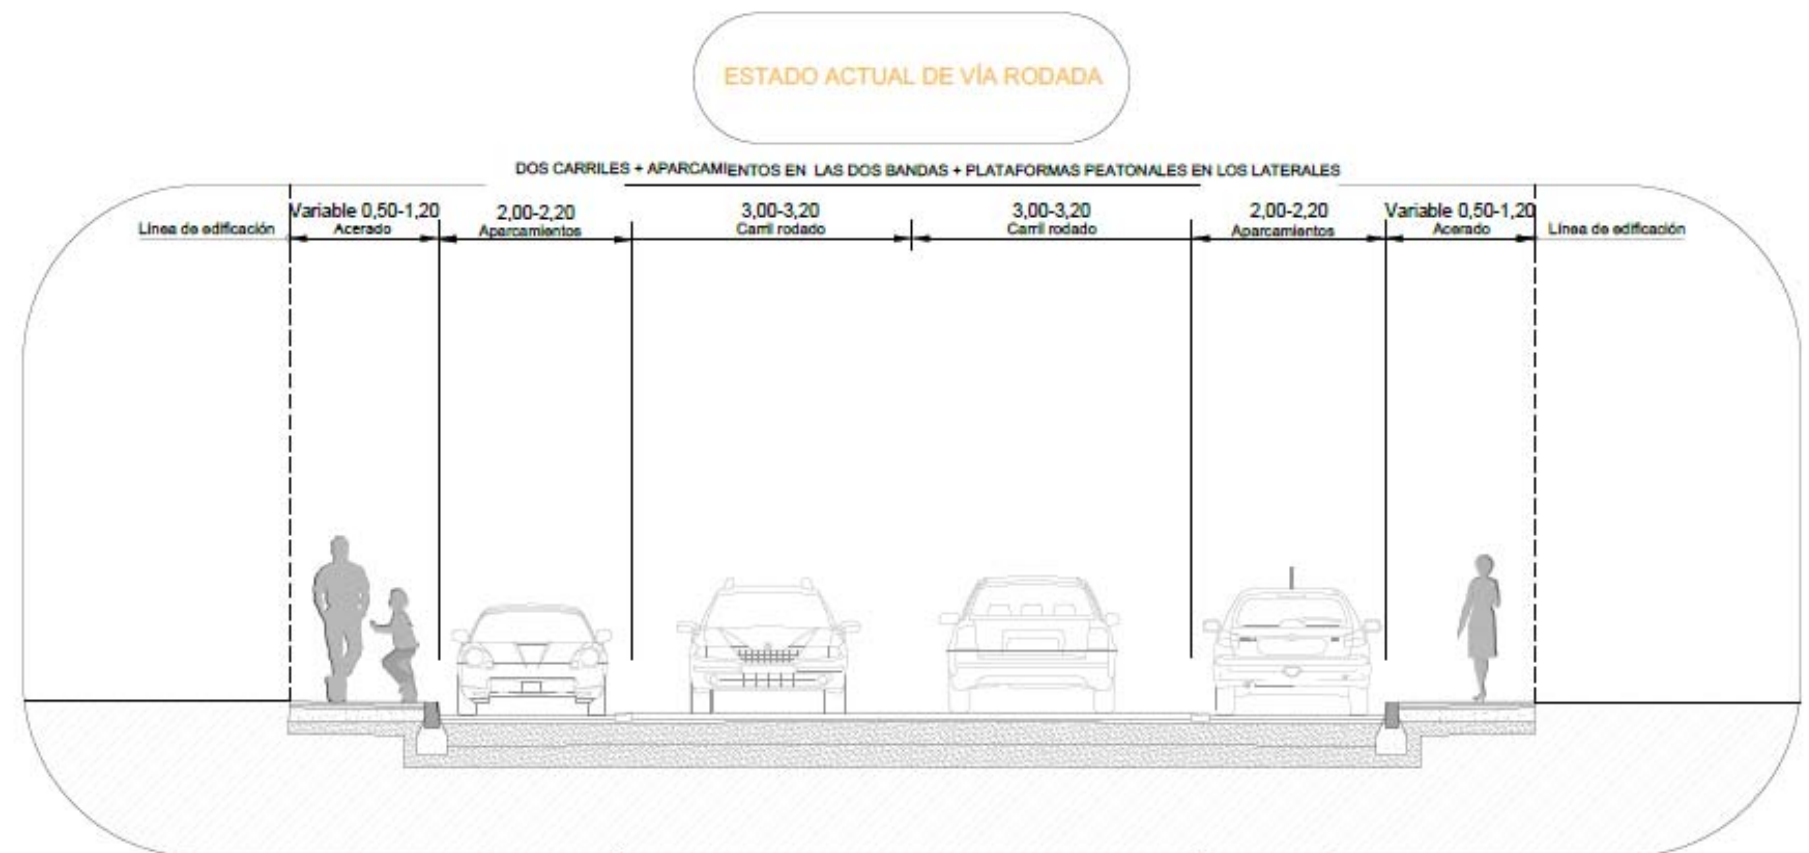 ESTADO ACTUAL DE VÍA RODADA
DOS CARRILES + APARCAMIENTOS EN LAS DOS BANDAS + PLATAFORMAS PEATONALES EN LOS LATERALES
Línea de edificación
Variable 0,50-1,20
Acerado
2,00-2,20
Aparcamientos
3,00-3,20
Carril rodado
3,00-3,20
Carril rodado
2,00-2,20
Aparcamientos
Variable 0,50-1,20
Acerado
Línea de edificación